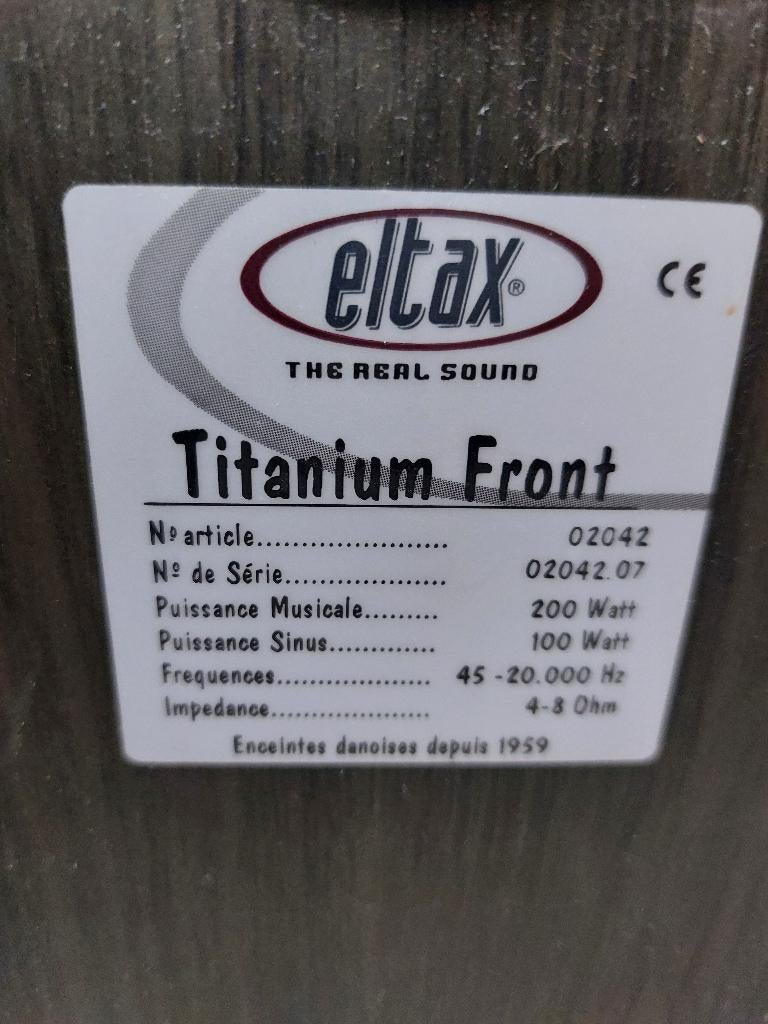 eltax®
CE
THE REAL SOUND
Titanium Front
Nº article..................... 02042
Nº de Série.................. 02042.07
Puissance Musicale......... 200 Watt
Puissance Sinus............. 100 Watt
Frequences.................... 45 -20.000 Hz
Impedance..................... 4-8 Ohm
Enceintes danoises depuis 1959